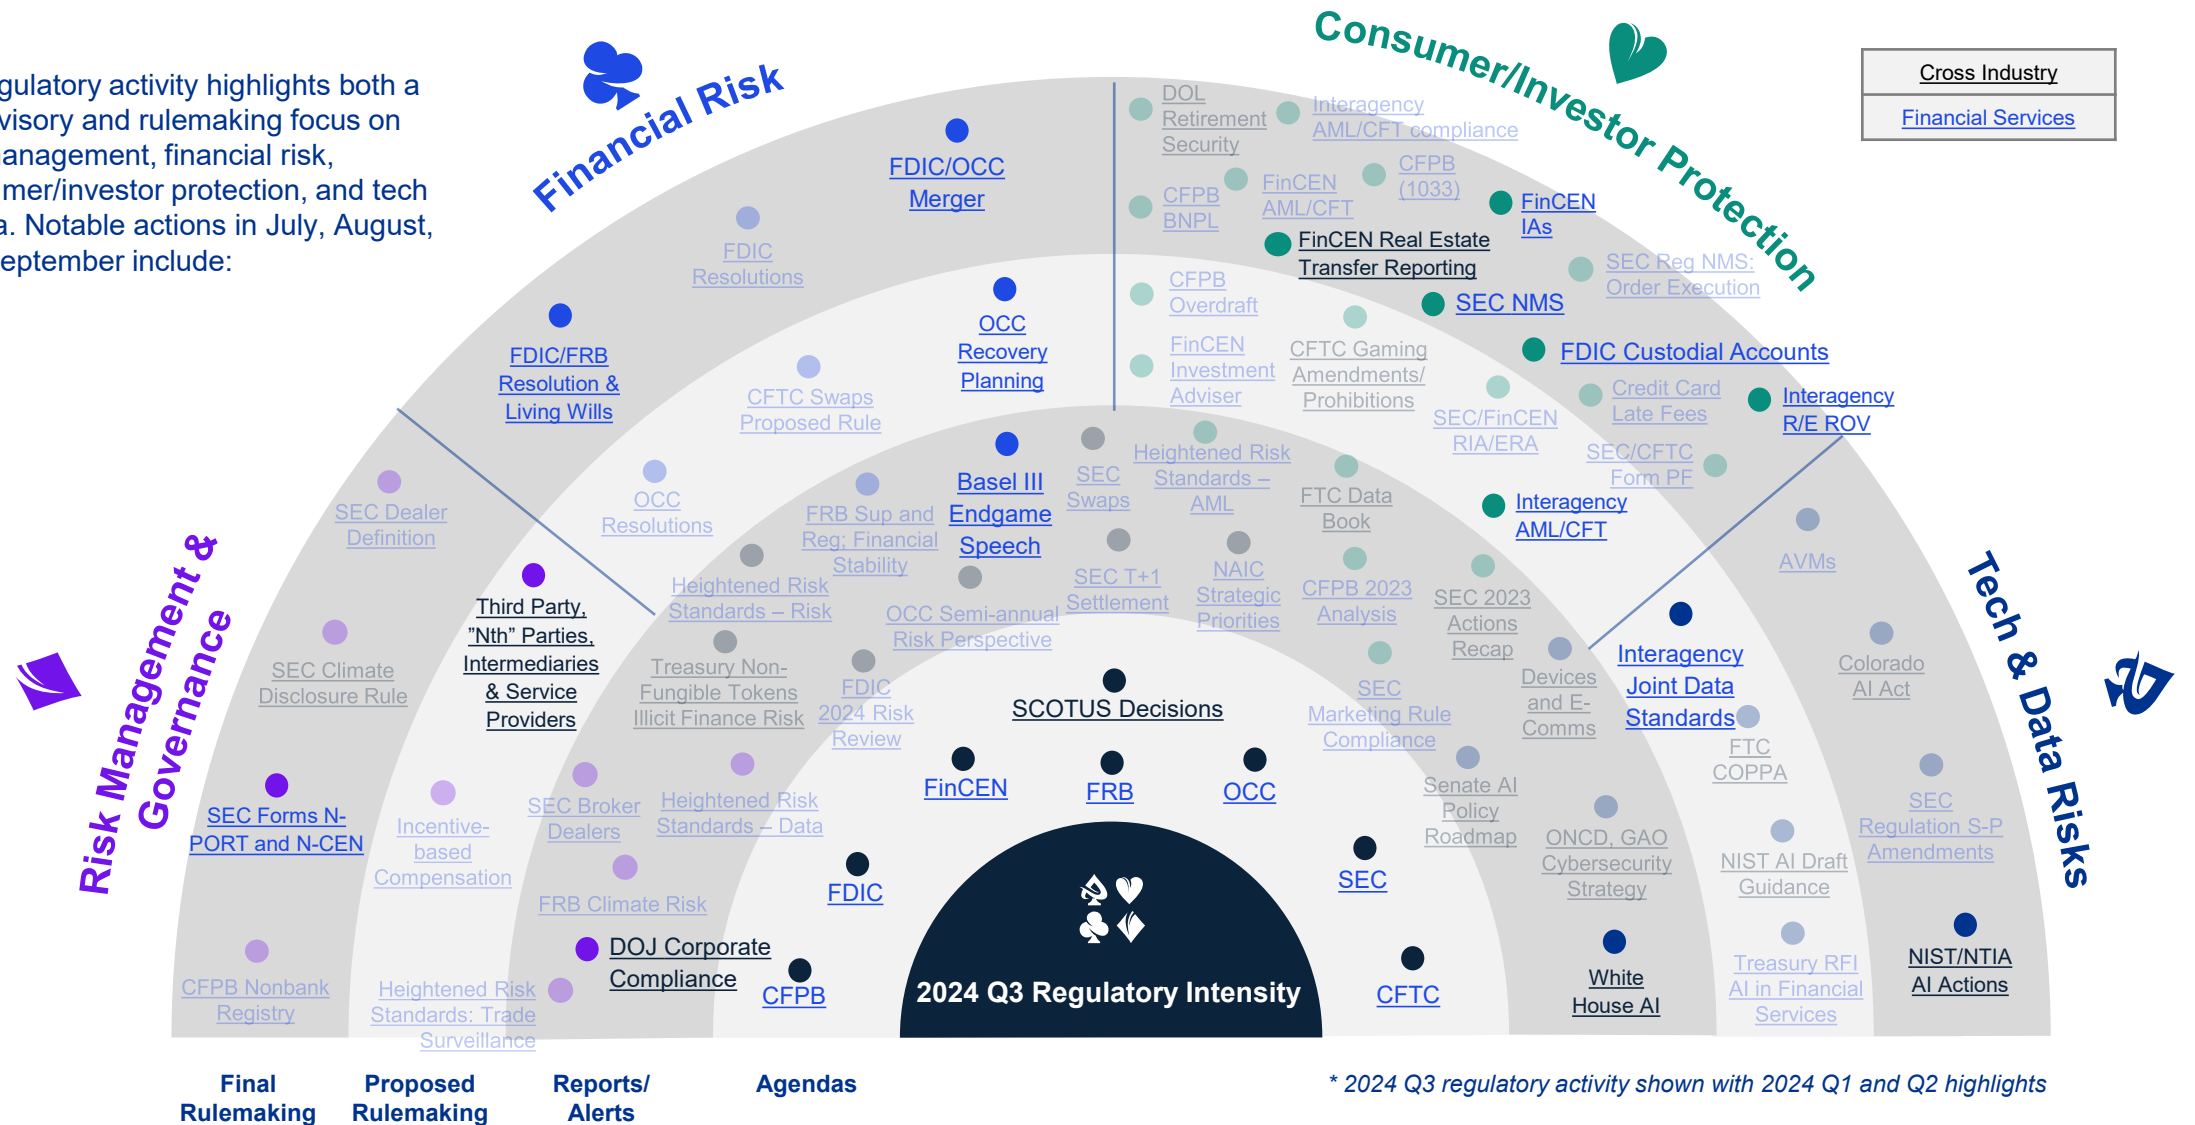 gulatory activity highlights both a
visory and rulemaking focus on
anagement, financial risk,
mer/investor protection, and tech
a. Notable actions in July, August,
eptember include:
Financial Risk
Consumer/Investor Protection
Cross Industry
Financial Services
Risk Management &
Governance
Tech & Data Risks
FDIC/OCC
Merger
FDIC
Resolutions
FDIC/FRB
Resolution &
Living Wills
OCC
Recovery
Planning
CFTC Swaps
Proposed Rule
OCC
Resolutions
Basel III
Endgame
Speech
FRB Sup and
Reg; Financial
Stability
Heightened Risk
Standards – Risk
OCC Semi-annual
Risk Perspective
SEC
Swaps
SEC T+1
Settlement
DOL
Retirement
Security
Interagency
AML/CFT compliance
CFPB
BNPL
FinCEN
AML/CFT
CFPB
(1033)
FinCEN
IAs
FinCEN Real Estate
Transfer Reporting
SEC Reg NMS:
Order Execution
SEC NMS
FDIC Custodial Accounts
Credit Card
Late Fees
Interagency
R/E ROV
SEC/CFTC
Form PF
CFPB
Overdraft
FinCEN
Investment
Adviser
CFTC Gaming
Amendments/
Prohibitions
SEC/FinCEN
RIA/ERA
Interagency
AML/CFT
Heightened Risk
Standards –
AML
FTC Data
Book
NAIC
Strategic
Priorities
CFPB 2023
Analysis
SEC 2023
Actions
Recap
SEC
Marketing Rule
Compliance
SEC Dealer
Definition
SEC Climate
Disclosure Rule
SEC Forms N-
PORT and N-CEN
CFPB Nonbank
Registry
Third Party,
”Nth” Parties,
Intermediaries
& Service
Providers
Incentive-
based
Compensation
Heightened Risk
Standards: Trade
Surveillance
Treasury Non-
Fungible Tokens
Illicit Finance Risk
FDIC
2024 Risk
Review
SEC Broker
Dealers
Heightened Risk
Standards – Data
FRB Climate Risk
DOJ Corporate
Compliance
SCOTUS Decisions
FinCEN
FRB
OCC
FDIC
SEC
CFPB
CFTC
2024 Q3 Regulatory Intensity
Devices
and E-
Comms
Senate AI
Policy
Roadmap
ONCD, GAO
Cybersecurity
Strategy
White
House AI
Interagency
Joint Data
Standards
FTC
COPPA
NIST AI Draft
Guidance
Treasury RFI
AI in Financial
Services
AVMs
Colorado
AI Act
SEC
Regulation S-P
Amendments
NIST/NTIA
AI Actions
Final
Rulemaking
Proposed
Rulemaking
Reports/
Alerts
Agendas
* 2024 Q3 regulatory activity shown with 2024 Q1 and Q2 highlights